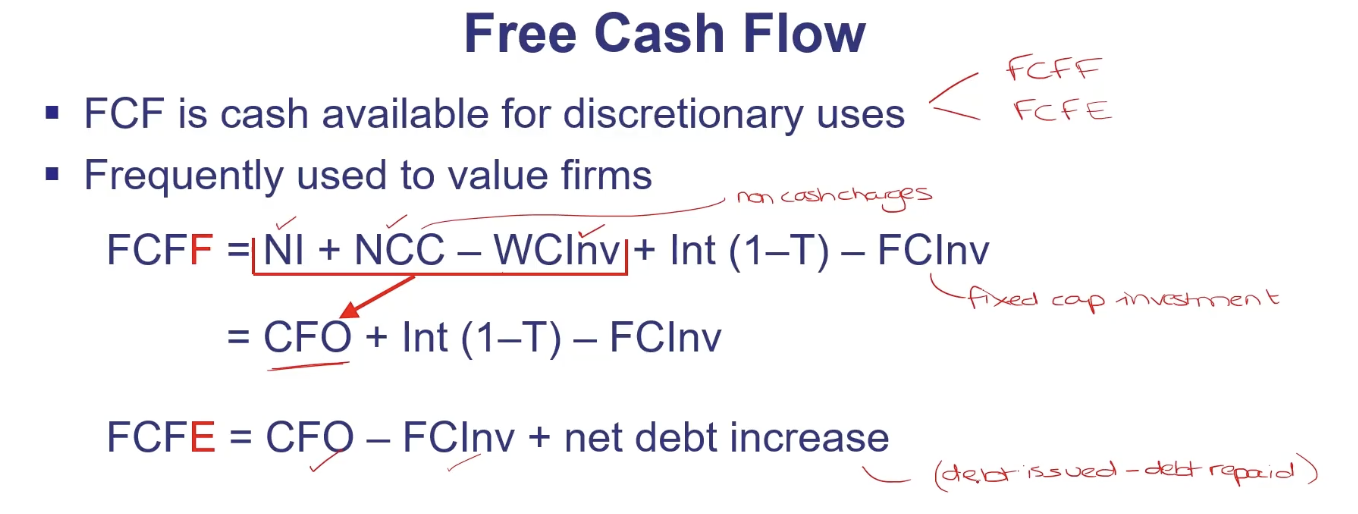 Free Cash Flow
▪ FCF is cash available for discretionary uses
FCFF
FCFE
▪ Frequently used to value firms
non cash charges
FCFF = NI + NCC – WCInv + Int (1–T) – FCInv
fixed cap investment
= CFO + Int (1–T) – FCInv
FCFE = CFO – FCInv + net debt increase
(debt issued - debt repaid)